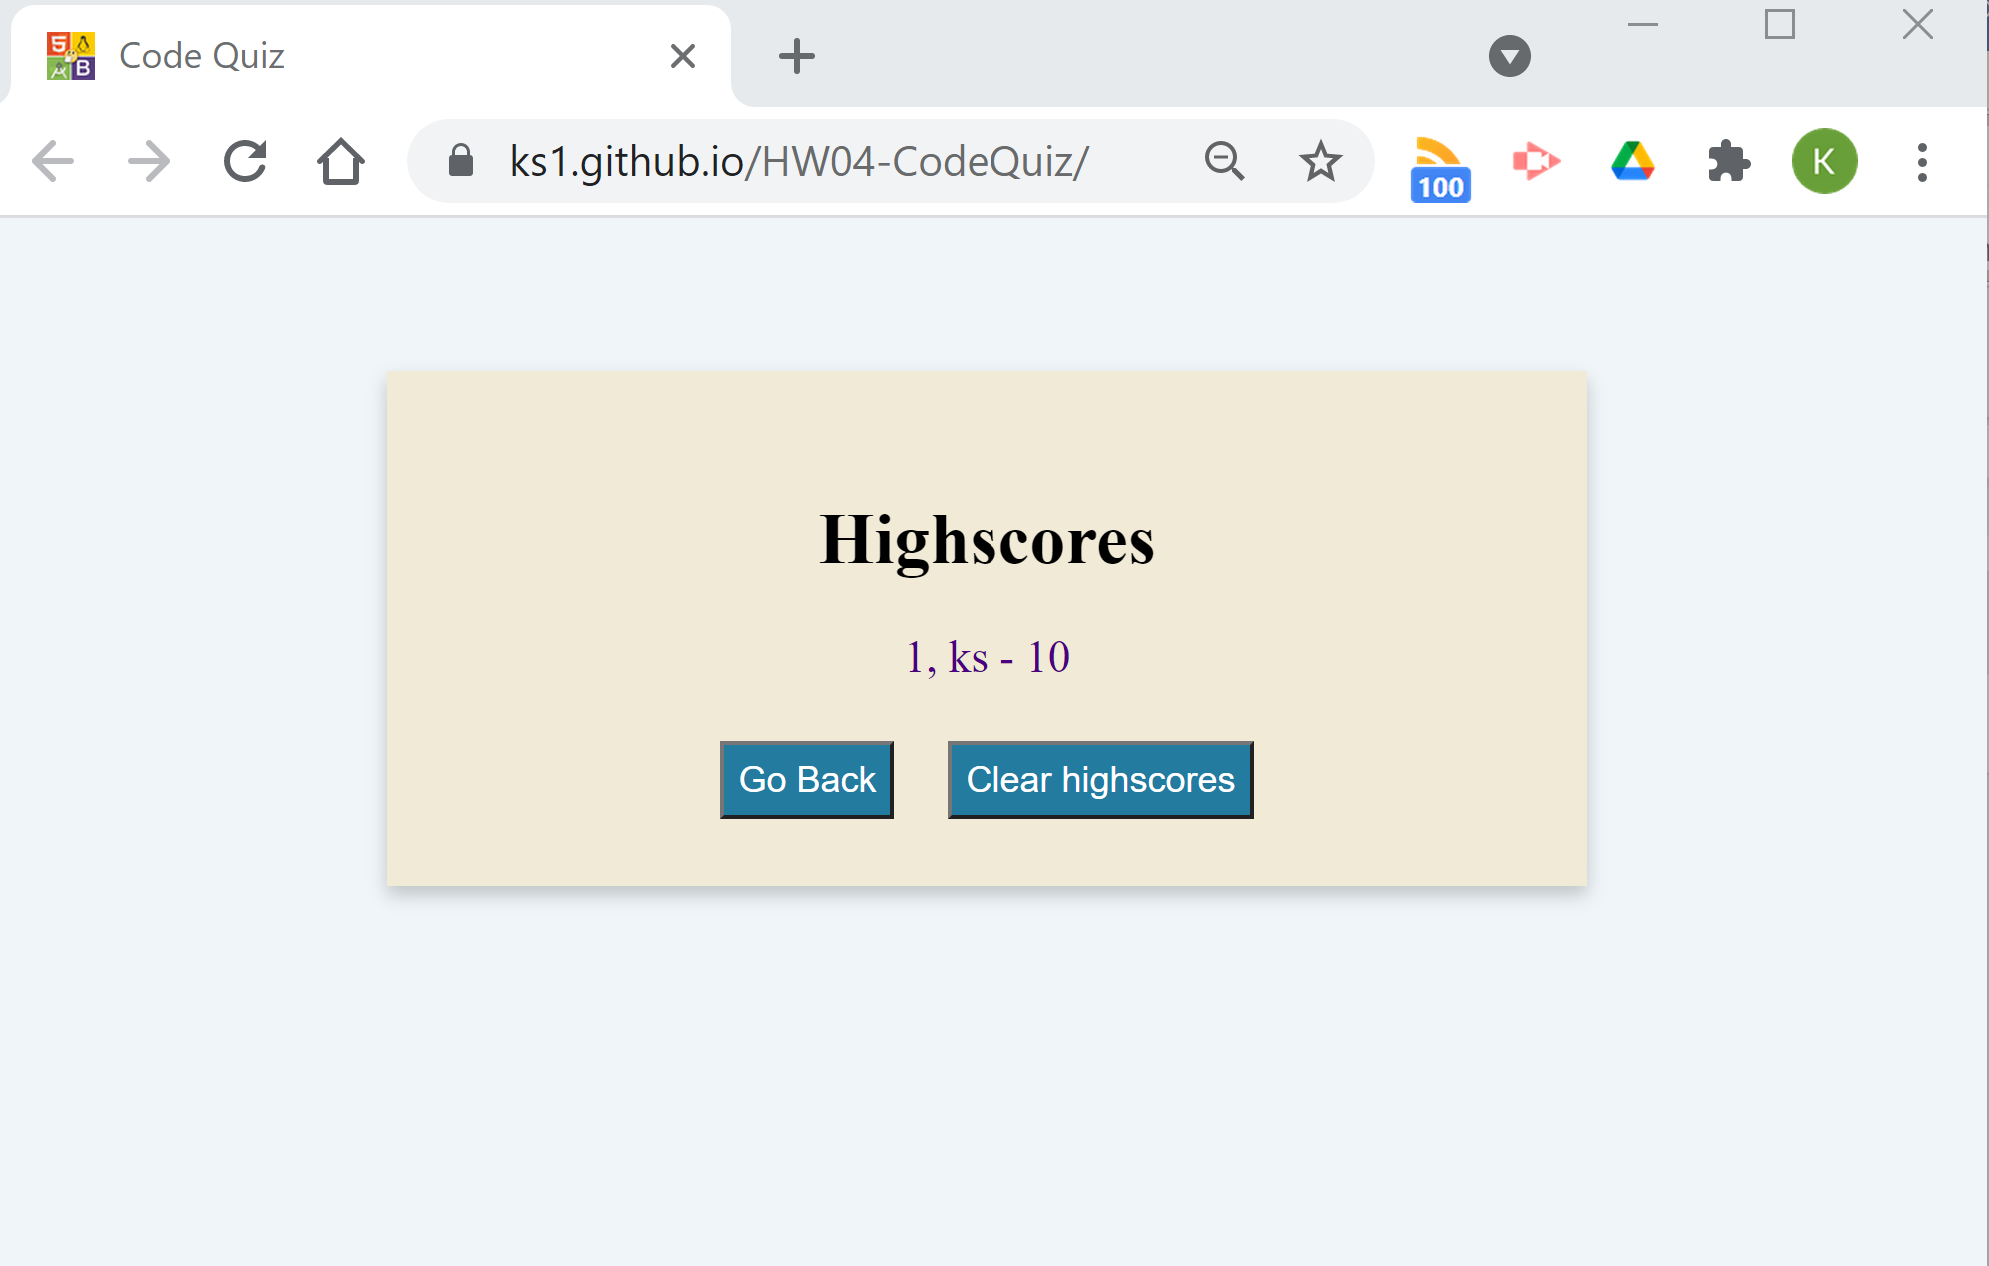 Code Quiz
ks1.github.io/HW04-CodeQuiz/
100
K
Highscores
1, ks - 10
Go Back
Clear highscores